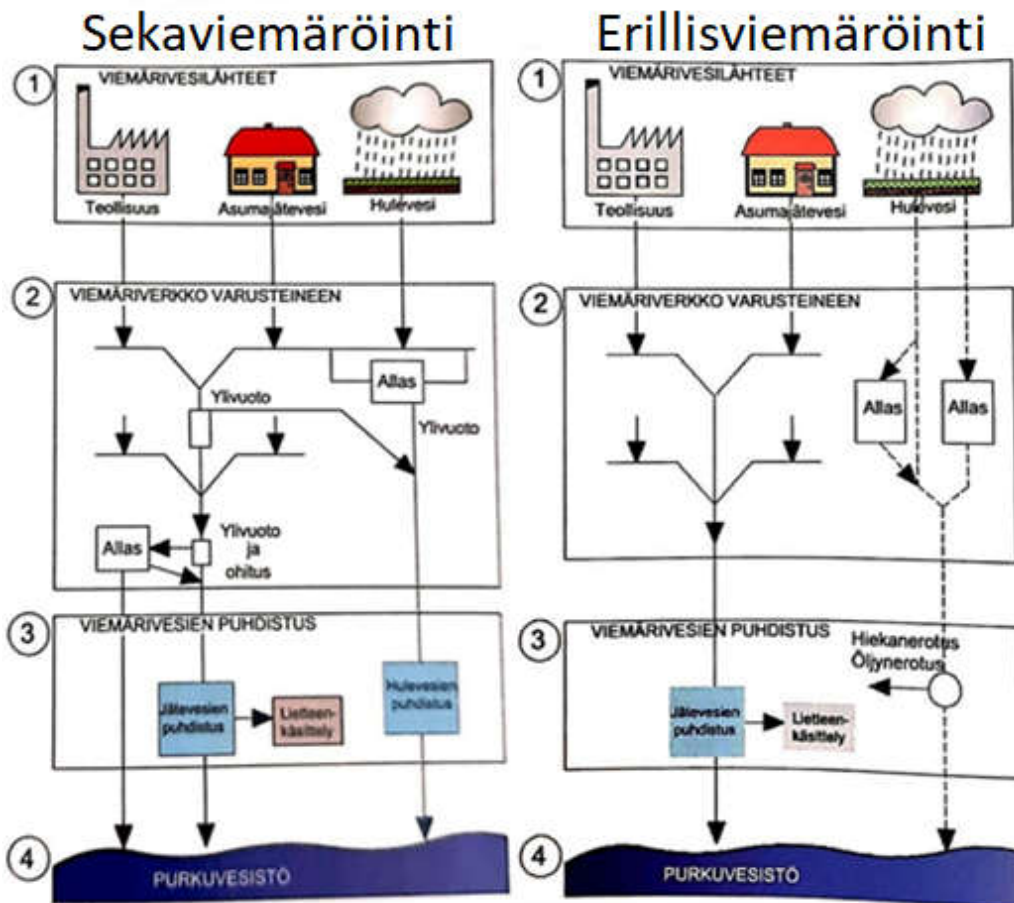 Sekaviemäröinti
1
VIEMÄRIVESILÄHTEET
Teollisuus
Asumajätevesi
Hulevesi
2
VIEMÄRIVERKKO VARUSTEINEEN
Allas
Ylivuoto
Ylivuoto
Allas
Ylivuoto
ja
ohitus
3
VIEMÄRIVESIEN PUHDISTUS
Jätevesien
puhdistus
Lietteen-
käsittely
Hulevesien
puhdistus
4
PURKUVESISTÖ
Erillisviemäröinti
1
VIEMÄRIVESILÄHTEET
Teollisuus
Asumajätevesi
Hulevesi
2
VIEMÄRIVERKKO VARUSTEINEEN
Allas
Allas
3
VIEMÄRIVESIEN PUHDISTUS
Hiekanerotus
Öljynerotus
Jätevesien
puhdistus
Lietteen-
käsittely
4
PURKUVESISTÖ